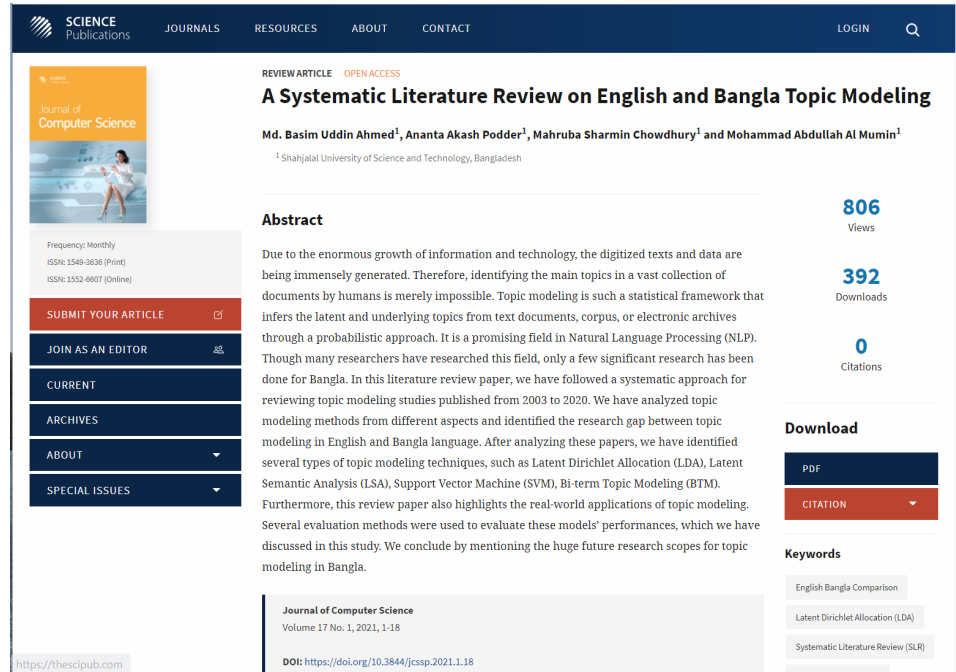 SCIENCE
Publications
JOURNALS
RESOURCES
ABOUT
CONTACT
LOGIN
Journal of
Computer Science
Frequency: Monthly
ISSN: 1549-3636 (Print)
ISSN: 1552-6607 (Online)
SUBMIT YOUR ARTICLE
JOIN AS AN EDITOR
CURRENT
ARCHIVES
ABOUT
SPECIAL ISSUES
REVIEW ARTICLE OPEN ACCESS
A Systematic Literature Review on English and Bangla Topic Modeling
Md. Basim Uddin Ahmed1, Ananta Akash Podder1, Mahruba Sharmin Chowdhury1 and Mohammad Abdullah Al Mumin1
1 Shahjalal University of Science and Technology, Bangladesh
Abstract
Due to the enormous growth of information and technology, the digitized texts and data are
being immensely generated. Therefore, identifying the main topics in a vast collection of
documents by humans is merely impossible. Topic modeling is such a statistical framework that
infers the latent and underlying topics from text documents, corpus, or electronic archives
through a probabilistic approach. It is a promising field in Natural Language Processing (NLP).
Though many researchers have researched this field, only a few significant research has been
done for Bangla. In this literature review paper, we have followed a systematic approach for
reviewing topic modeling studies published from 2003 to 2020. We have analyzed topic
modeling methods from different aspects and identified the research gap between topic
modeling in English and Bangla language. After analyzing these papers, we have identified
several types of topic modeling techniques, such as Latent Dirichlet Allocation (LDA), Latent
Semantic Analysis (LSA), Support Vector Machine (SVM), Bi-term Topic Modeling (BTM).
Furthermore, this review paper also highlights the real-world applications of topic modeling.
Several evaluation methods were used to evaluate these models’ performances, which we have
discussed in this study. We conclude by mentioning the huge future research scopes for topic
modeling in Bangla.
Journal of Computer Science
Volume 17 No. 1, 2021, 1-18
DOI: https://doi.org/10.3844/jcssp.2021.1.18
806
Views
392
Downloads
0
Citations
Download
PDF
CITATION
Keywords
English Bangla Comparison
Latent Dirichlet Allocation (LDA)
Systematic Literature Review (SLR)
https://thescipub.com